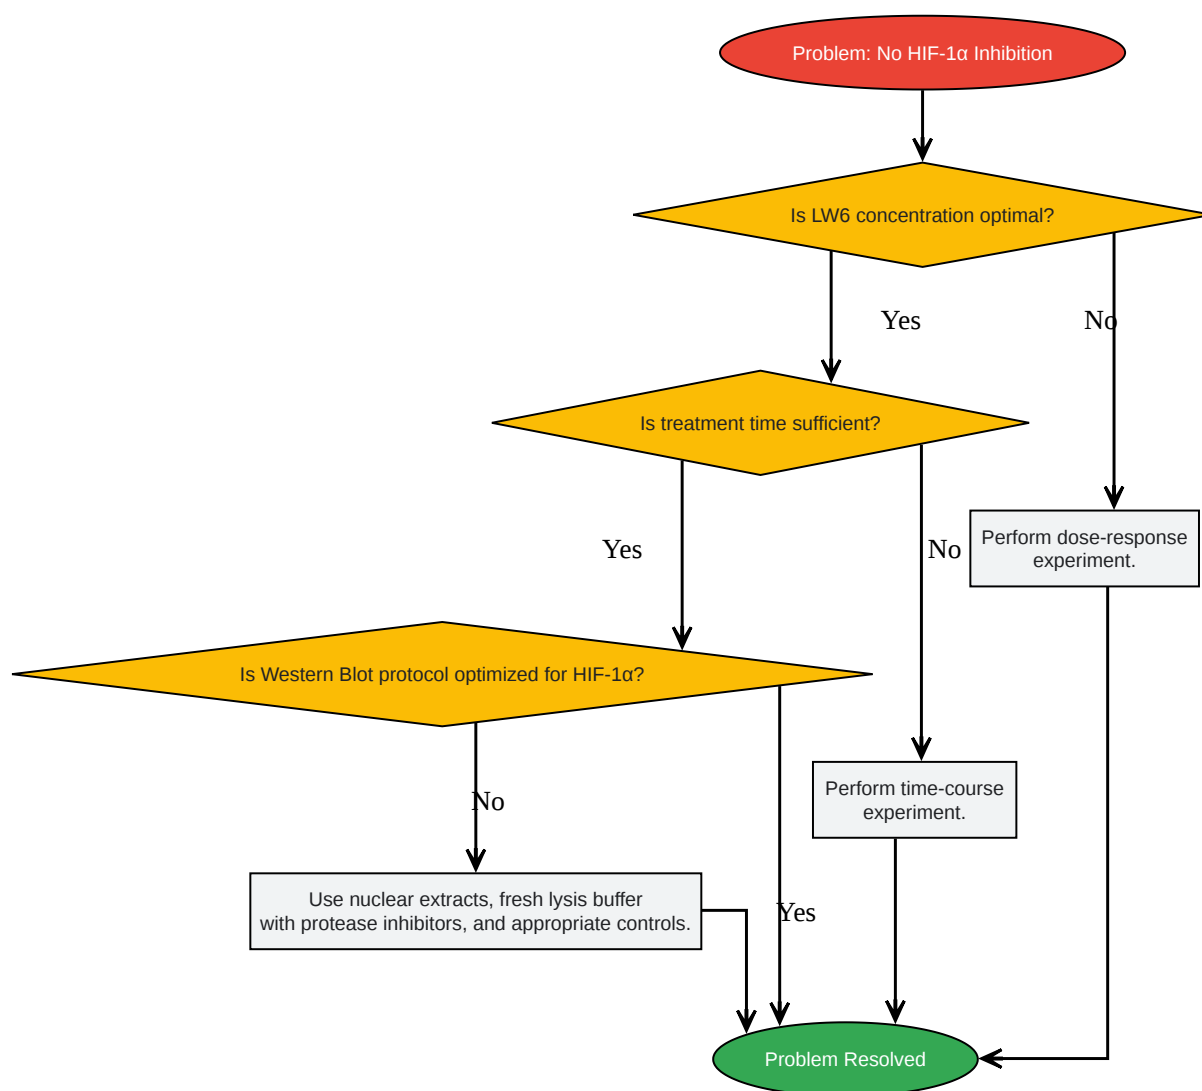 Problem: No HIF-1α Inhibition
Is LW6 concentration optimal?
Yes
No
Is treatment time sufficient?
Yes
No
Perform dose-response
experiment.
Is Western Blot protocol optimized for HIF-1α?
No
Perform time-course
experiment.
Use nuclear extracts, fresh lysis buffer
with protease inhibitors, and appropriate controls.
Yes
Problem Resolved